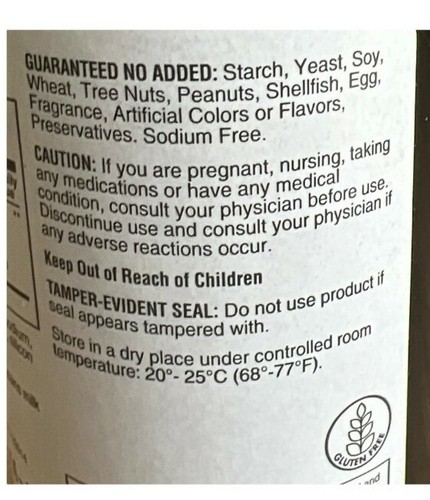 GUARANTEED NO ADDED: Starch, Yeast, Soy,
Wheat, Tree Nuts, Peanuts, Shellfish, Egg,
Fragrance, Artificial Colors or Flavors,
Preservatives. Sodium Free.
CAUTION: If you are pregnant, nursing, taking
any medications or have any medical
condition, consult your physician before use.
Discontinue use and consult your physician if
any adverse reactions occur.
Keep Out of Reach of Children
TAMPER-EVIDENT SEAL: Do not use product if
seal appears tampered with.
Store in a dry place under controlled room
temperature: 20°- 25°C (68°-77°F).
GLUTEN FREE
milk